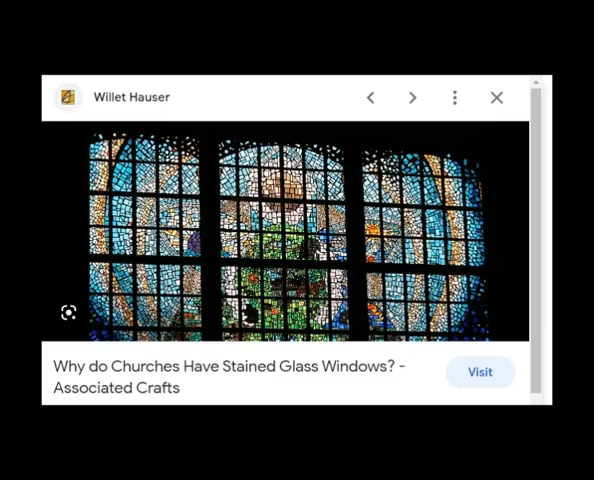 Willet Hauser
Why do Churches Have Stained Glass Windows? -
Associated Crafts
Visit